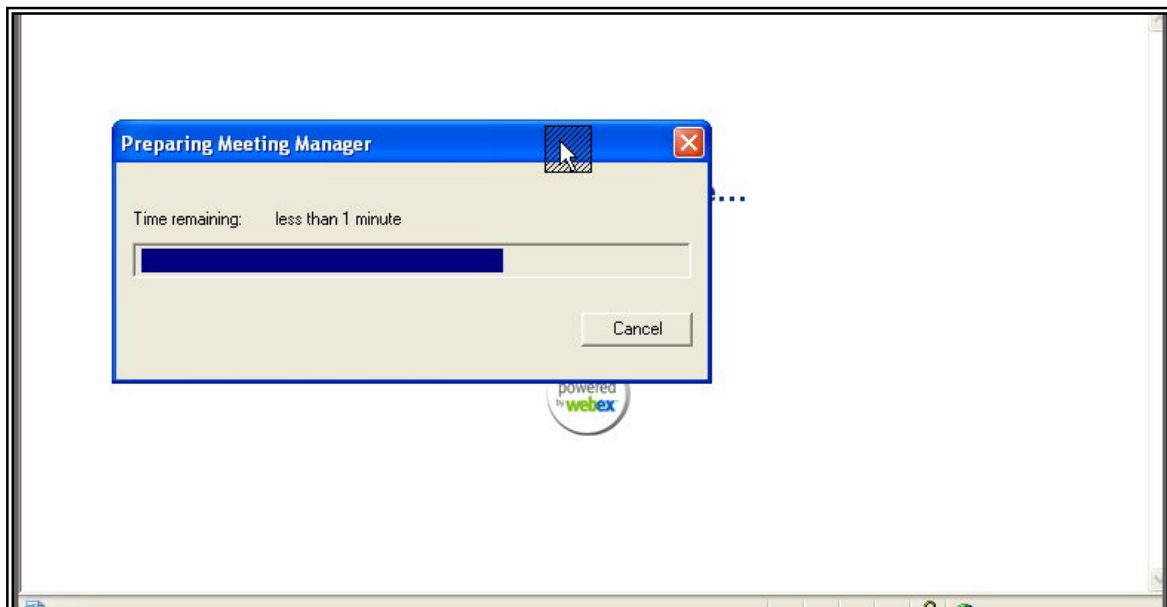 Preparing Meeting Manager
e...
Time remaining: less than 1 minute
Cancel
powered
by webex